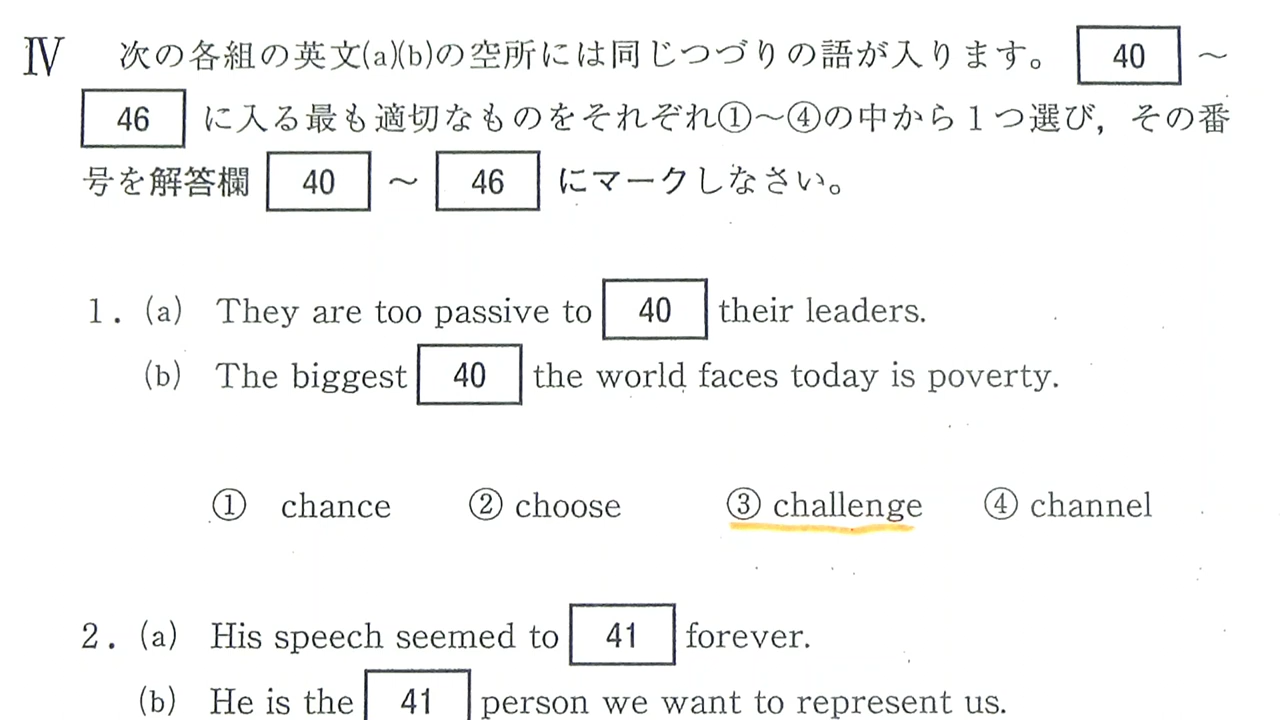 Ⅳ 次の各組の英文(a)(b)の空所には同じつづりの語が入ります。 40 ～
46 に入る最も適切なものをそれぞれ①～④の中から１つ選び，その番
号を解答欄 40 ～ 46 にマークしなさい。
1. (a) They are too passive to 40 their leaders.
(b) The biggest 40 the world faces today is poverty.
① chance ② choose ③ challenge ④ channel
2. (a) His speech seemed to 41 forever.
(b) He is the 41 person we want to represent us.